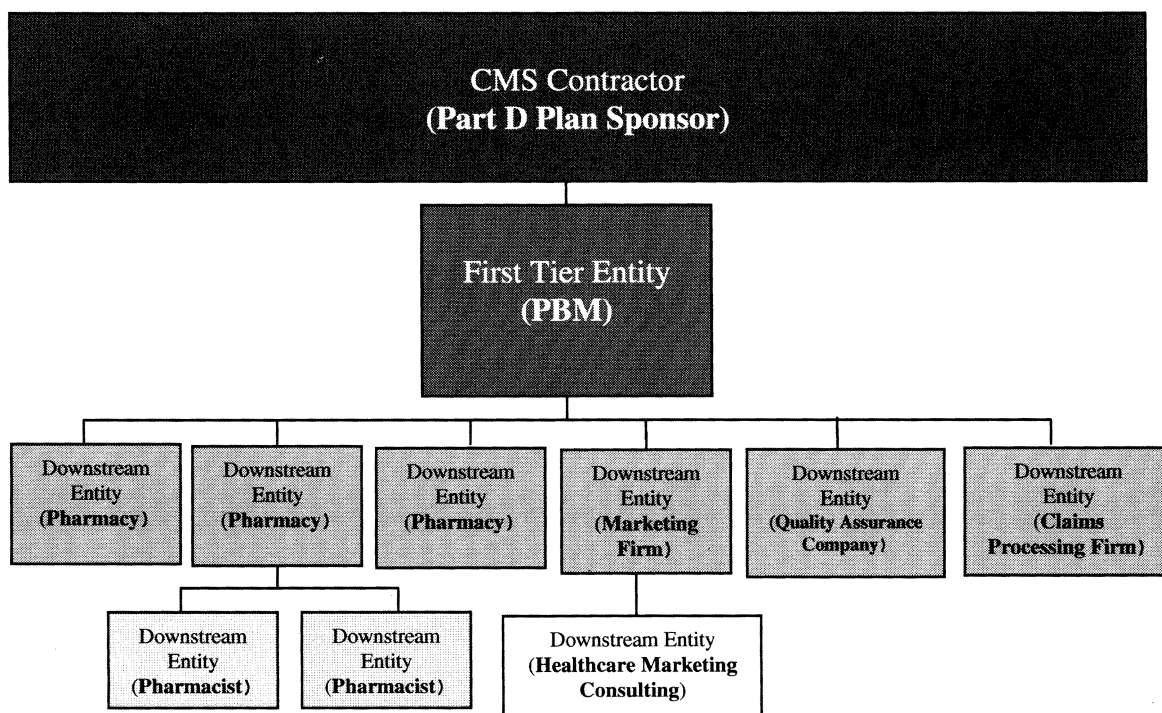 CMS Contractor
(Part D Plan Sponsor)
First Tier Entity
(PBM)
Downstream
Entity
(Pharmacy)
Downstream
Entity
(Pharmacy)
Downstream
Entity
(Pharmacy)
Downstream
Entity
(Marketing
Firm)
Downstream
Entity
(Quality Assurance
Company)
Downstream
Entity
(Claims
Processing Firm)
Downstream
Entity
(Pharmacist)
Downstream
Entity
(Pharmacist)
Downstream Entity
(Healthcare Marketing
Consulting)